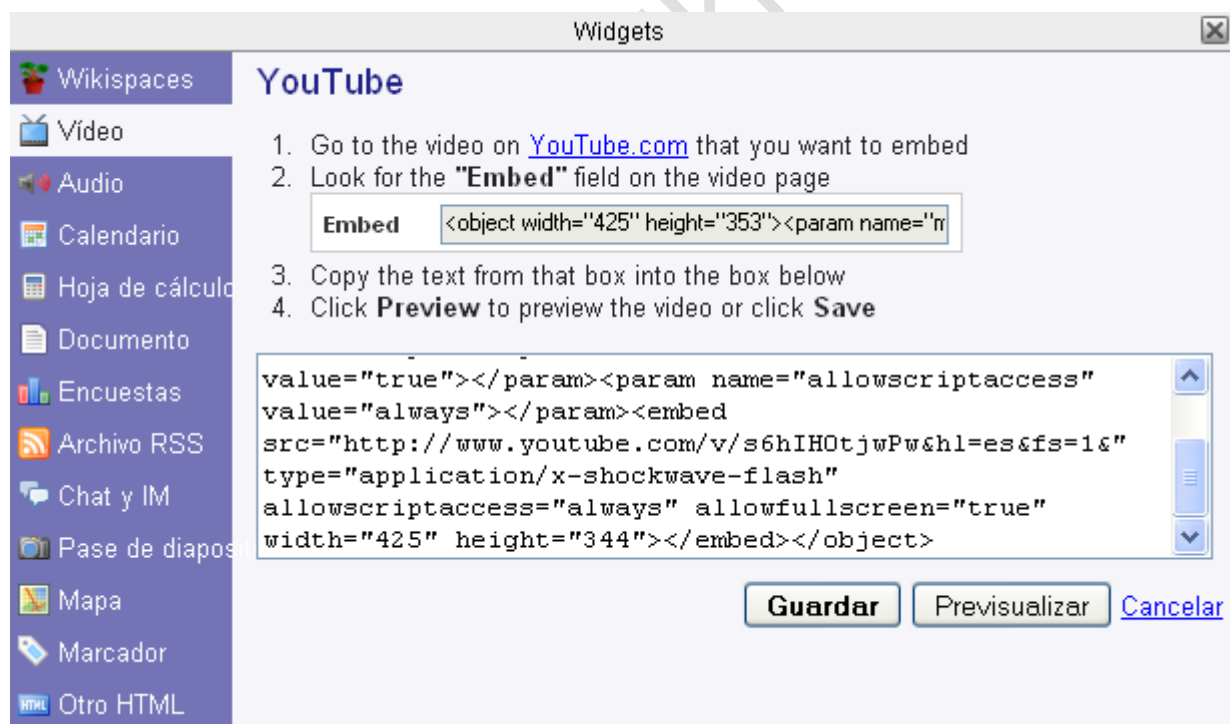 Widgets
Wikispaces
Vídeo
Audio
Calendario
Hoja de cálculo
Documento
Encuestas
Archivo RSS
Chat y IM
Pase de diaposit
Mapa
Marcador
Otro HTML
YouTube
1. Go to the video on YouTube.com that you want to embed
2. Look for the "Embed" field on the video page
Embed <object width="425" height="353"><param name="m
3. Copy the text from that box into the box below
4. Click Preview to preview the video or click Save
value="true"></param><param name="allowscriptaccess"
value="always"></param><embed
src="http://www.youtube.com/v/s6hIHOtjwPw&hl=es&fs=1&"
type="application/x-shockwave-flash"
allowscriptaccess="always" allowfullscreen="true"
width="425" height="344"></embed></object>
Guardar Previsualizar Cancelar